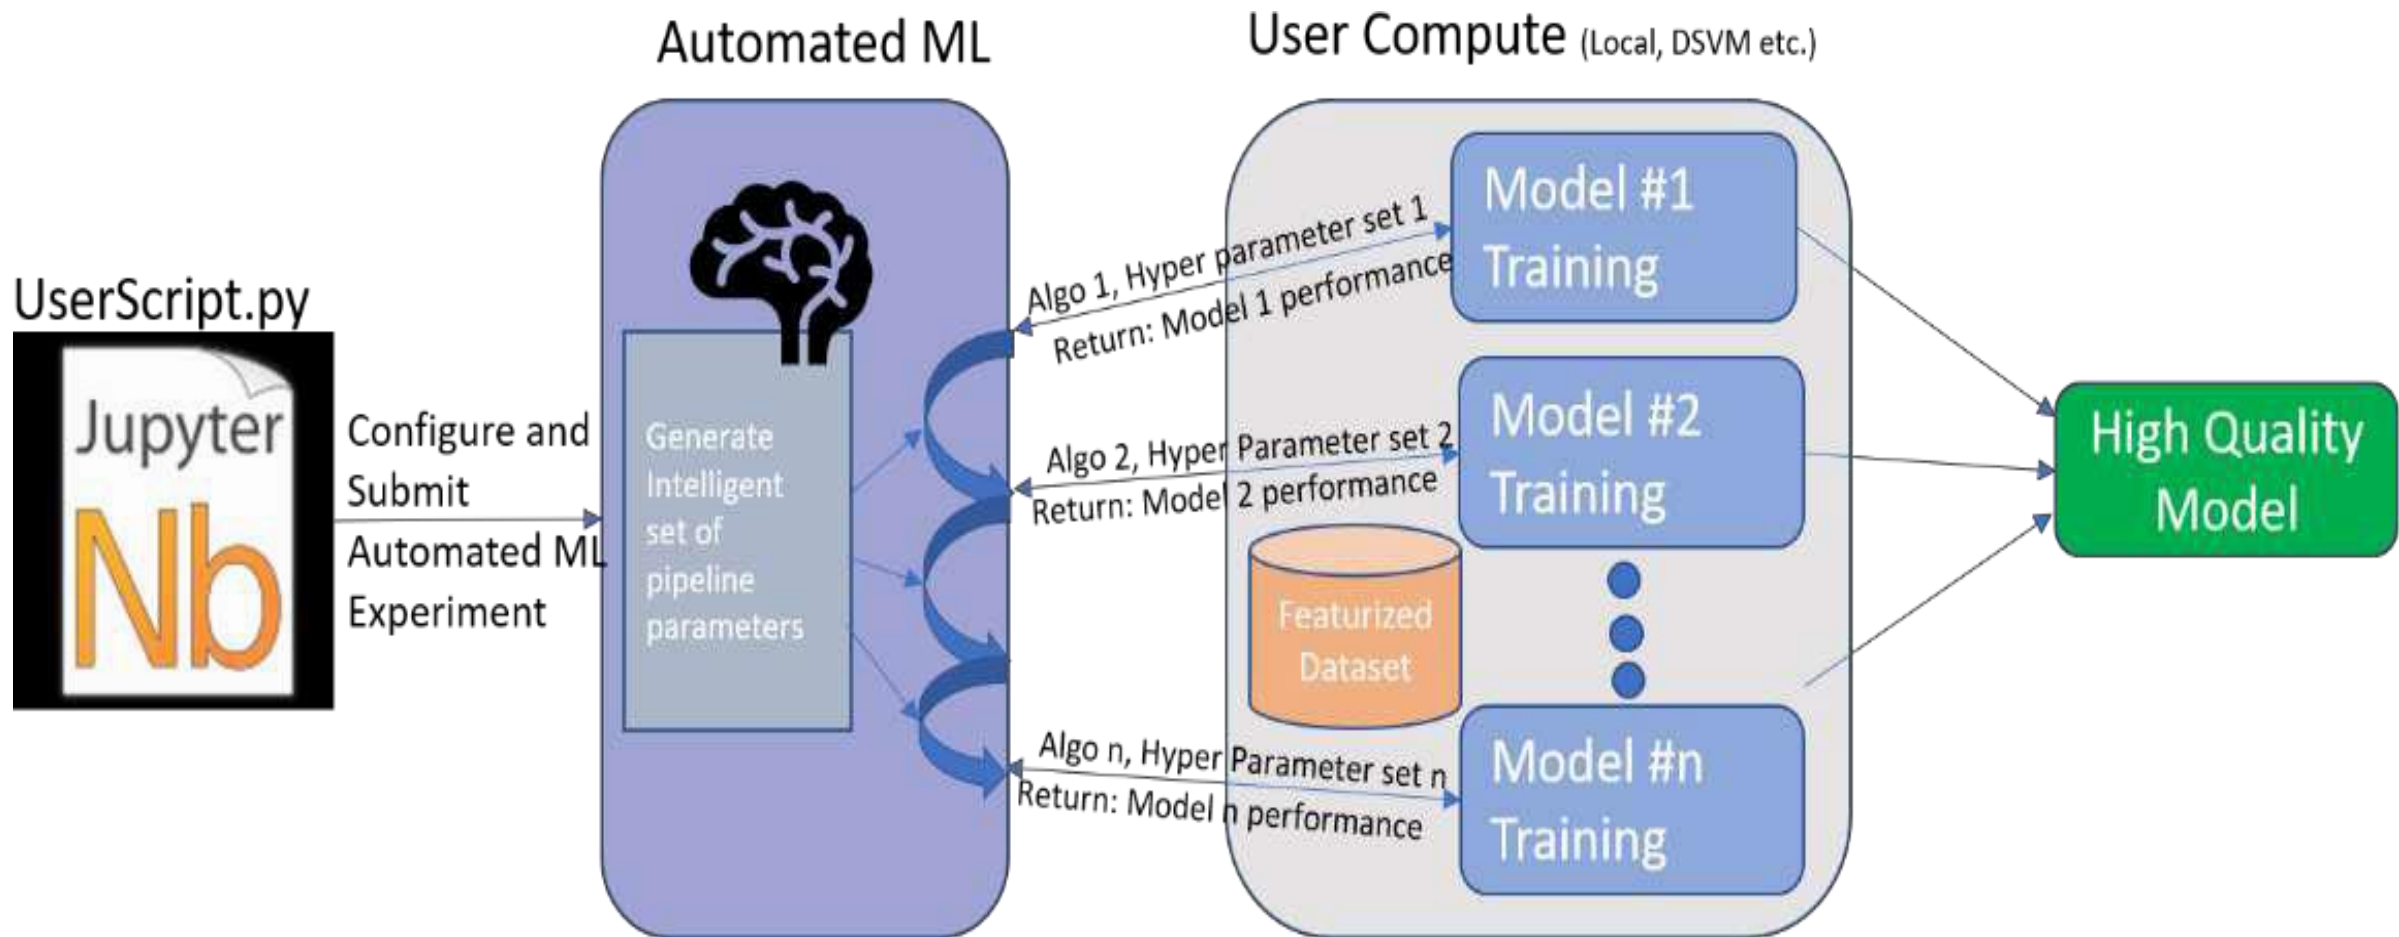 Automated ML
User Compute (Local, DSVM etc.)
UserScript.py
Jupyter
Nb
Configure and
Submit
Automated ML
Experiment
Generate
Intelligent
set of
pipeline
parameters
Algo 1, Hyper parameter set 1
Return: Model 1 performance
Algo 2, Hyper Parameter set 2
Return: Model 2 performance
Algo n, Hyper Parameter set n
Return: Model n performance
Model #1
Training
Model #2
Training
Featurized
Dataset
Model #n
Training
High Quality
Model